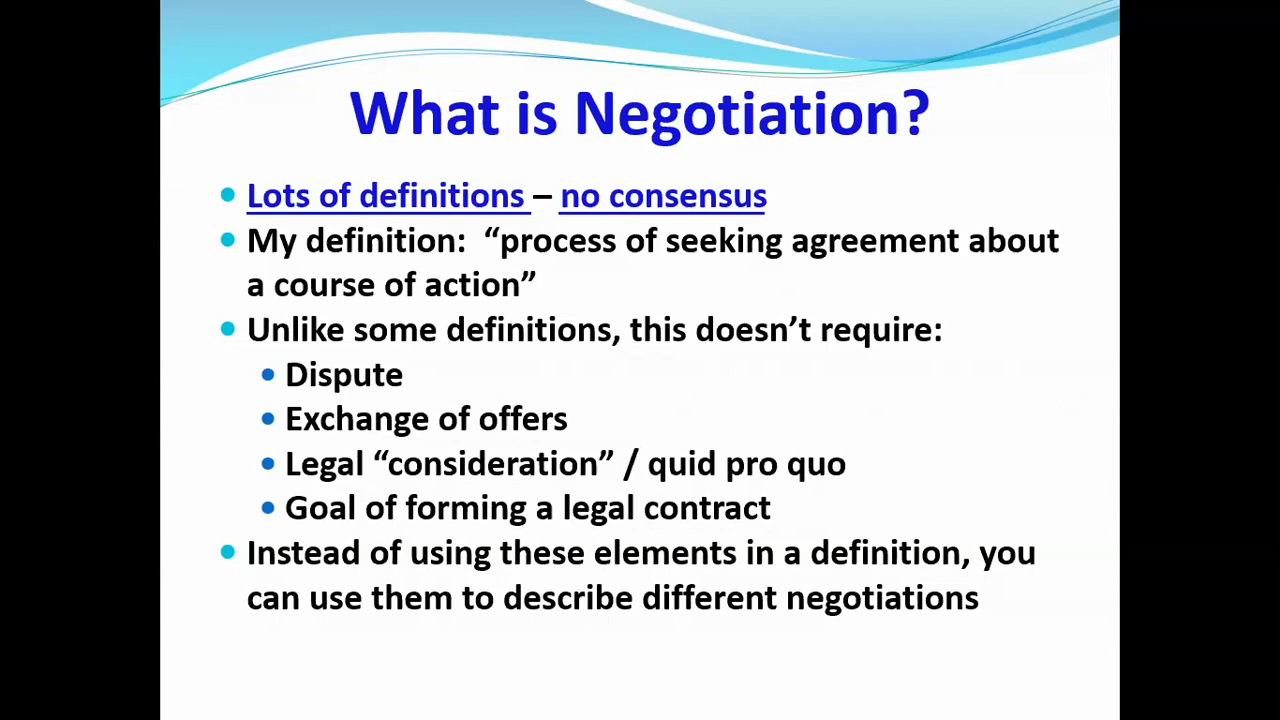 What is Negotiation?
• Lots of definitions – no consensus
• My definition:  “process of seeking agreement about
a course of action”
• Unlike some definitions, this doesn’t require:
• Dispute
• Exchange of offers
• Legal “consideration” / quid pro quo
• Goal of forming a legal contract
• Instead of using these elements in a definition, you
can use them to describe different negotiations